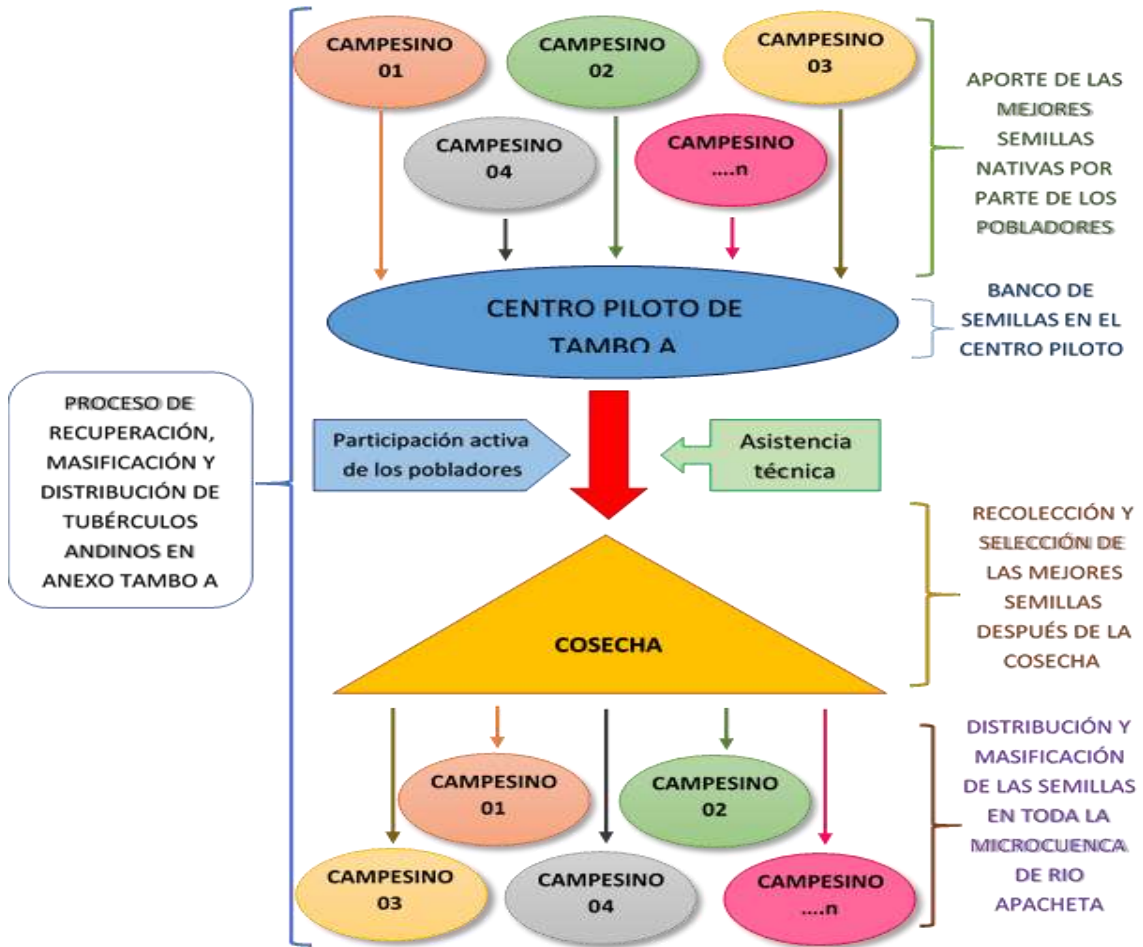 CAMPESINO
01
CAMPESINO
02
CAMPESINO
03
CAMPESINO
04
CAMPESINO
....n
APORTE DE LAS
MEJORES
SEMILLAS
NATIVAS POR
PARTE DE LOS
POBLADORES
CENTRO PILOTO DE
TAMBO A
BANCO DE
SEMILLAS EN EL
CENTRO PILOTO
PROCESO DE
RECUPERACIÓN,
MASIFICACIÓN Y
DISTRIBUCIÓN DE
TUBÉRCULOS
ANDINOS EN
ANEXO TAMBO A
Participación activa
de los pobladores
Asistencia
técnica
COSECHA
RECOLECCIÓN Y
SELECCIÓN DE
LAS MEJORES
SEMILLAS
DESPUÉS DE LA
COSECHA
CAMPESINO
01
CAMPESINO
02
CAMPESINO
03
CAMPESINO
04
CAMPESINO
....n
DISTRIBUCIÓN Y
MASIFICACIÓN
DE LAS SEMILLAS
EN TODA LA
MICROCUENCA
DE RIO
APACHETA